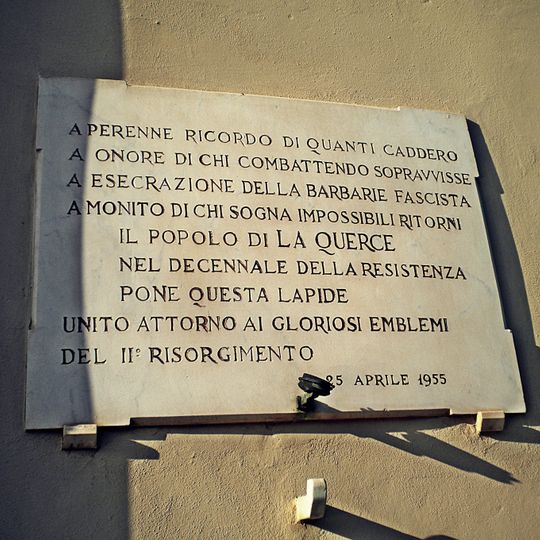 A PERENNE RICORDO DI QUANTI CADDERO
A ONORE DI CHI COMBATTENDO SOPRAVVISSE
A ESECRAZIONE DELLA BARBARIE FASCISTA
A MONITO DI CHI SOGNA IMPOSSIBILI RITORNI
IL POPOLO DI LA QUERCE
NEL DECENNALE DELLA RESISTENZA
PONE QUESTA LAPIDE
UNITO ATTORNO AI GLORIOSI EMBLEMI
DEL II° RISORGIMENTO
25 APRILE 1955